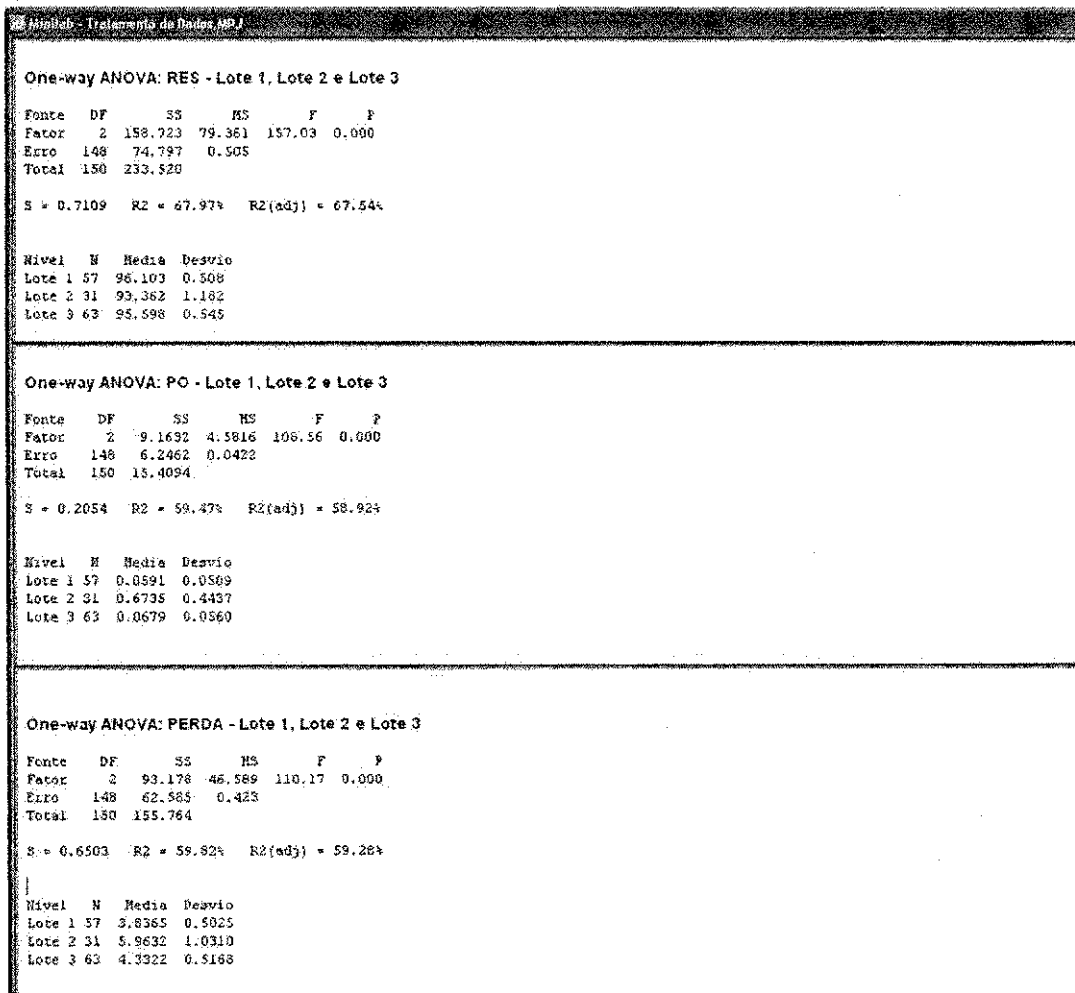 Minitab - Tratamento de Dados.MPJ
One-way ANOVA: RES - Lote 1, Lote 2 e Lote 3
Fonte DF SS MS F P
Fator 2 158.723 79.361 157.03 0.000
Erro 148 74.797 0.505
Total 150 233.520
S = 0.7109 R2 = 67.97% R2(adj) = 67.54%
Nivel N Media Desvio
Lote 1 57 96.103 0.508
Lote 2 31 93.362 1.182
Lote 3 63 95.598 0.545
One-way ANOVA: PO - Lote 1, Lote 2 e Lote 3
Fonte DF SS MS F P
Fator 2 9.1632 4.5816 108.56 0.000
Erro 148 6.2462 0.0422
Total 150 15.4094
S = 0.2054 R2 = 59.47% R2(adj) = 58.92%
Nivel N Media Desvio
Lote 1 57 0.0591 0.0509
Lote 2 31 0.6735 0.4437
Lote 3 63 0.0679 0.0560
One-way ANOVA: PERDA - Lote 1, Lote 2 e Lote 3
Fonte DF SS MS F P
Fator 2 93.178 46.589 110.17 0.000
Erro 148 62.585 0.423
Total 150 155.764
S = 0.6503 R2 = 59.82% R2(adj) = 59.28%
Nivel N Media Desvio
Lote 1 57 3.8365 0.5025
Lote 2 31 5.9632 1.0310
Lote 3 63 4.3322 0.5168